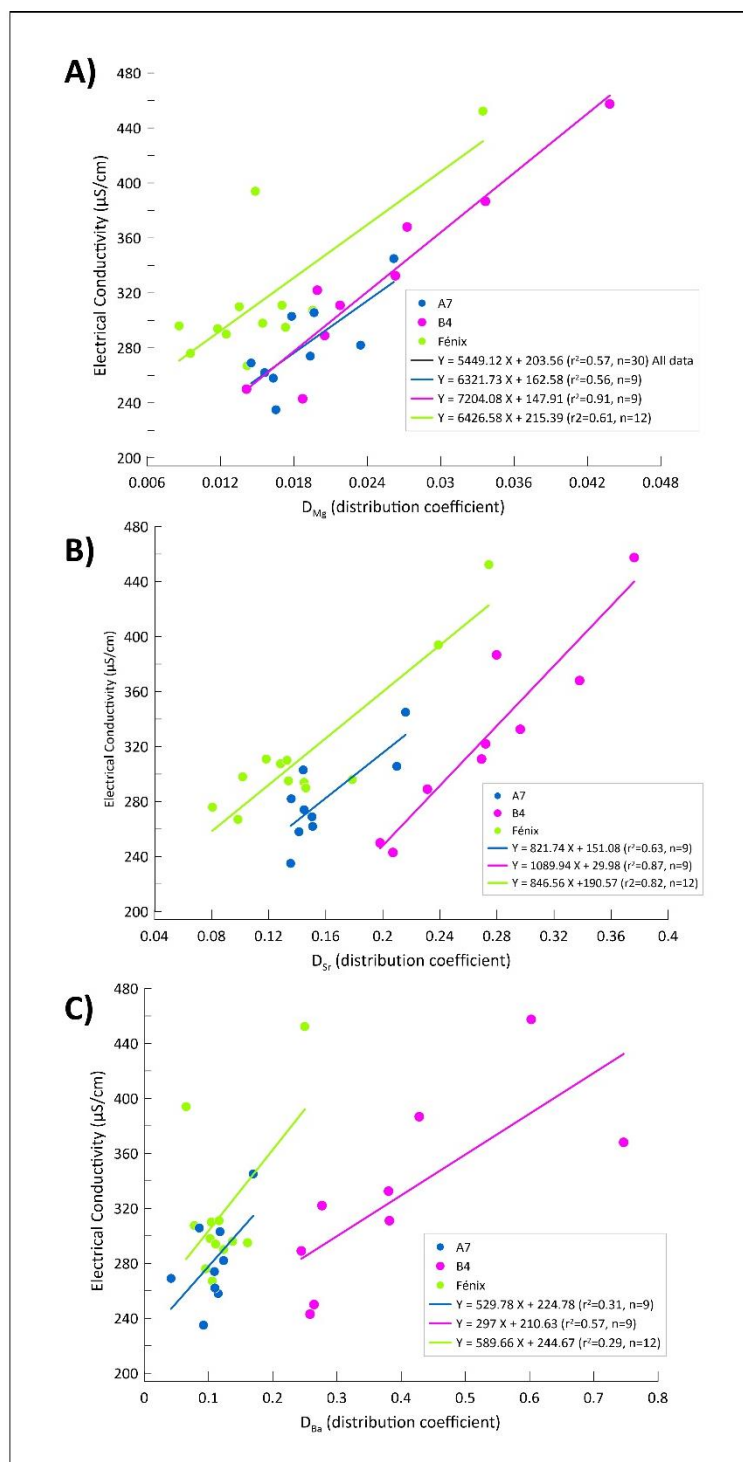 A)
480
440
400
360
320
280
240
200
Electrical Conductivity (µS/cm)
A7
B4
Fénix
Y = 5449.12 X + 203.56 (r²=0.57, n=30) All data
Y = 6321.73 X + 162.58 (r²=0.56, n=9)
Y = 7204.08 X + 147.91 (r²=0.91, n=9)
Y = 6426.58 X + 215.39 (r2=0.61, n=12)
0.006 0.012 0.018 0.024 0.03 0.036 0.042 0.048
DMg (distribution coefficient)
B)
480
440
400
360
320
280
240
200
Electrical Conductivity (µS/cm)
A7
B4
Fénix
Y = 821.74 X + 151.08 (r²=0.63, n=9)
Y = 1089.94 X + 29.98 (r²=0.87, n=9)
Y = 846.56 X +190.57 (r2=0.82, n=12)
0.04 0.08 0.12 0.16 0.2 0.24 0.28 0.32 0.36 0.4
DSr (distribution coefficient)
C)
480
440
400
360
320
280
240
200
Electrical Conductivity (µS/cm)
A7
B4
Fénix
Y = 529.78 X + 224.78 (r²=0.31, n=9)
Y = 297 X + 210.63 (r²=0.57, n=9)
Y = 589.66 X + 244.67 (r²=0.29, n=12)
0 0.1 0.2 0.3 0.4 0.5 0.6 0.7 0.8
DBa (distribution coefficient)